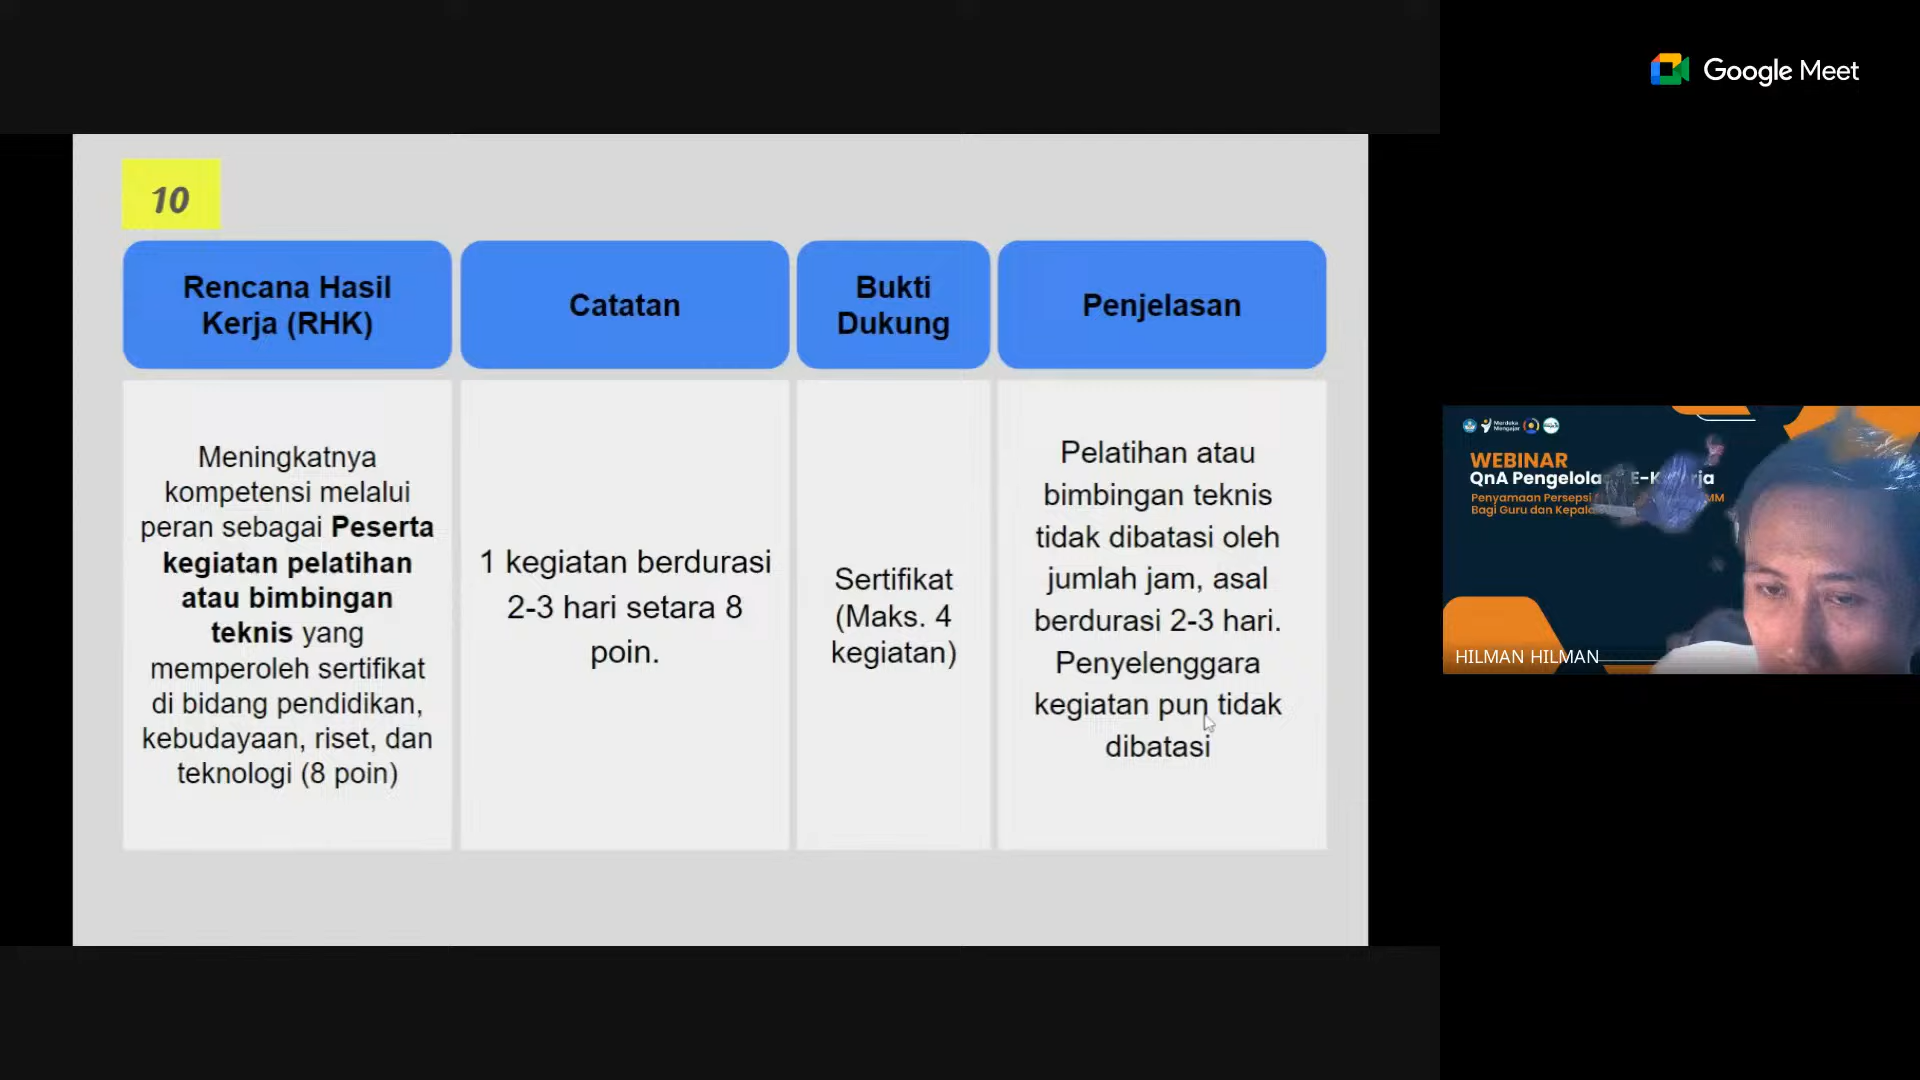 Google Meet
10
Rencana Hasil
Kerja (RHK)
Catatan
Bukti
Dukung
Penjelasan
Meningkatnya
kompetensi melalui
peran sebagai Peserta
kegiatan pelatihan
atau bimbingan
teknis yang
memperoleh sertifikat
di bidang pendidikan,
kebudayaan, riset, dan
teknologi (8 poin)
1 kegiatan berdurasi
2-3 hari setara 8
poin.
Sertifikat
(Maks. 4
kegiatan)
Pelatihan atau
bimbingan teknis
tidak dibatasi oleh
jumlah jam, asal
berdurasi 2-3 hari.
Penyelenggara
kegiatan pun tidak
dibatasi
Merdeka
Mengajar
WEBINAR
QnA
Penyamaan Persepsi
Bagi Guru dan
HILMAN HILMAN